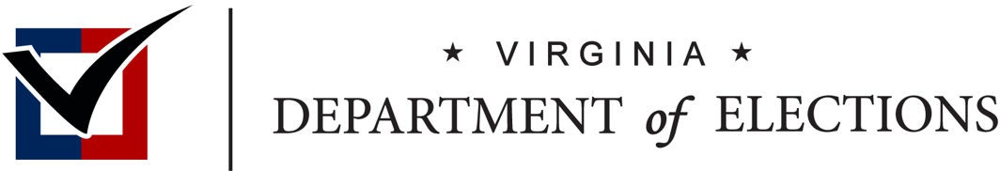 ★ VIRGINIA ★
DEPARTMENT of ELECTIONS